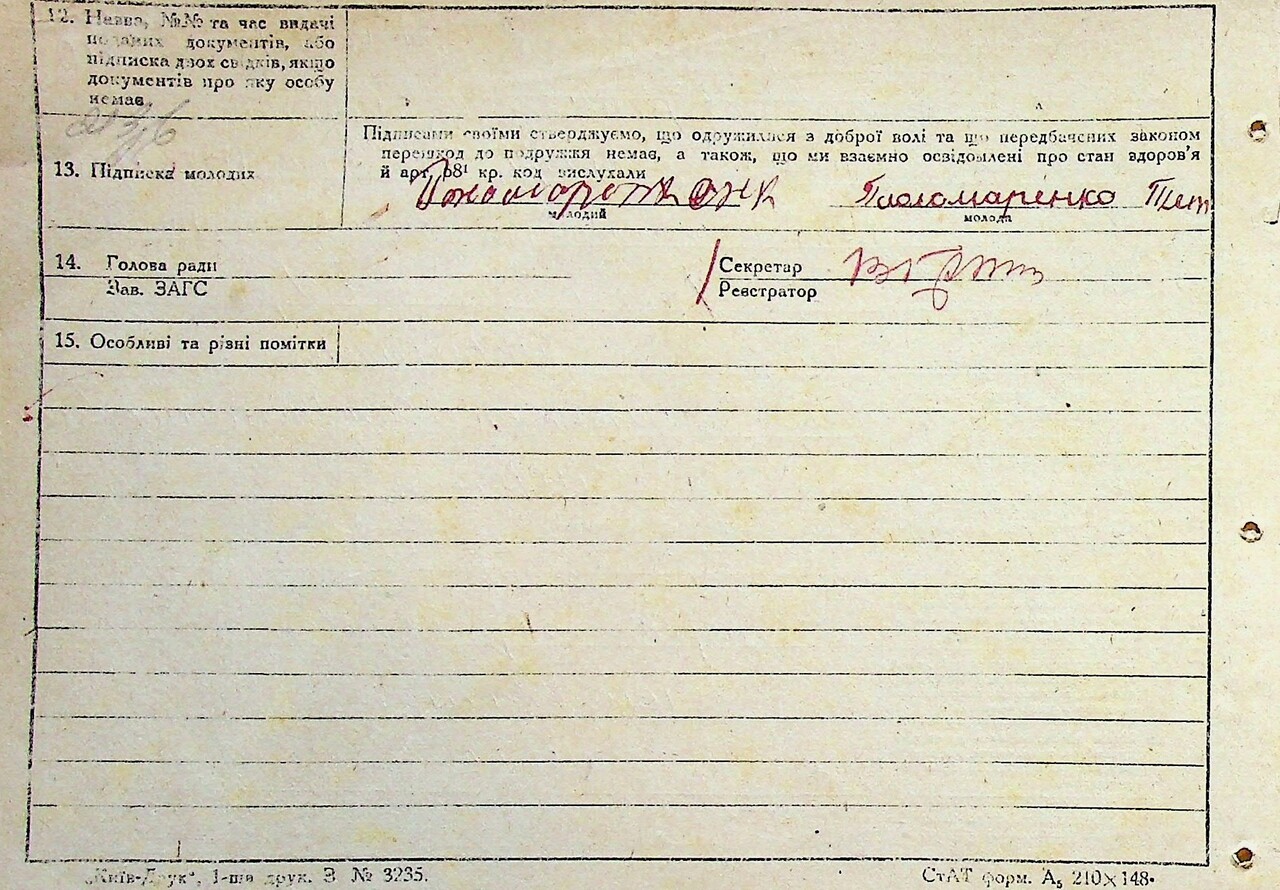 12. Назва, №№ та час видачі
поданих документів, або
підписка двох свідків, якщо
документів про яку особу
немає
13. Підписка молодих
Підписами своїми стверджуємо, що одружилися з доброї волі та що передбачених законом
перешкод до подружжя немає, а також, що ми взаємно освідомлені про стан здоров'я
й арт. 68¹ кр. код вислухали
Пономаренко
молодий
Пономаренко Тет
молода
14. Голова ради
Зав. ЗАГС
Секретар
Реєстратор
15. Особливі та різні помітки
„Київ-Друк", 1-ша друк. З № 3235.
СтАТ форм. А₅ 210×148.